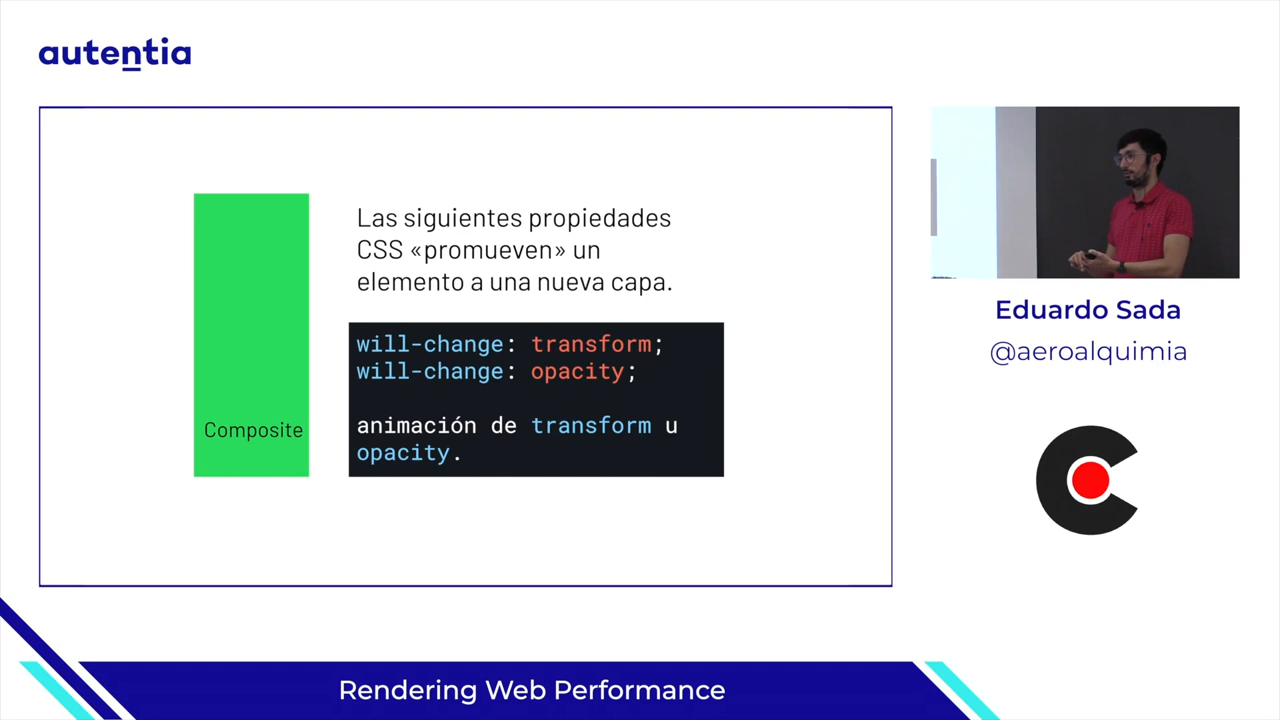 autentia
Las siguientes propiedades
CSS «promueven» un
elemento a una nueva capa.
will-change: transform;
will-change: opacity;
animación de transform u
opacity.
Composite
Eduardo Sada
@aeroalquimia
Rendering Web Performance